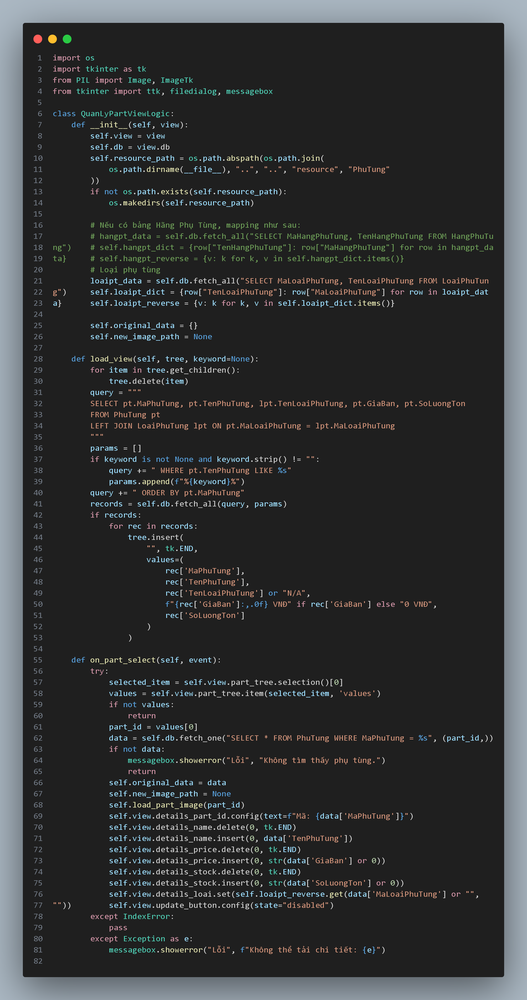 1 import os
2 import tkinter as tk
3 from PIL import Image, ImageTk
4 from tkinter import ttk, filedialog, messagebox
5
6 class QuanLyPartViewLogic:
7     def __init__(self, view):
8         self.view = view
9         self.db = view.db
10         self.resource_path = os.path.abspath(os.path.join(
11             os.path.dirname(__file__), "..", "..", "resource", "PhuTung"
12         ))
13         if not os.path.exists(self.resource_path):
14             os.makedirs(self.resource_path)
15
16         # Nếu có bảng Hãng Phụ Tùng, mapping như sau:
17         # hangpt_data = self.db.fetch_all("SELECT MaHangPhuTung, TenHangPhuTung FROM HangPhuTu
18 ng")    # self.hangpt_dict = {row["TenHangPhuTung"]: row["MaHangPhuTung"] for row in hangpt_da
19 ta}     # self.hangpt_reverse = {v: k for k, v in self.hangpt_dict.items()}
20         # Loại phụ tùng
21         loaipt_data = self.db.fetch_all("SELECT MaLoaiPhuTung, TenLoaiPhuTung FROM LoaiPhuTun
22 g")     self.loaipt_dict = {row["TenLoaiPhuTung"]: row["MaLoaiPhuTung"] for row in loaipt_dat
23 a}      self.loaipt_reverse = {v: k for k, v in self.loaipt_dict.items()}
24
25         self.original_data = {}
26         self.new_image_path = None
27
28     def load_view(self, tree, keyword=None):
29         for item in tree.get_children():
30             tree.delete(item)
31         query = """
32         SELECT pt.MaPhuTung, pt.TenPhuTung, lpt.TenLoaiPhuTung, pt.GiaBan, pt.SoLuongTon
33         FROM PhuTung pt
34         LEFT JOIN LoaiPhuTung lpt ON pt.MaLoaiPhuTung = lpt.MaLoaiPhuTung
35         """
36         params = []
37         if keyword is not None and keyword.strip() != "":
38             query += " WHERE pt.TenPhuTung LIKE %s"
39             params.append(f"%{keyword}%")
40         query += " ORDER BY pt.MaPhuTung"
41         records = self.db.fetch_all(query, params)
42         if records:
43             for rec in records:
44                 tree.insert(
45                     "", tk.END,
46                     values=(
47                         rec['MaPhuTung'],
48                         rec['TenPhuTung'],
49                         rec['TenLoaiPhuTung'] or "N/A",
50                         f"{rec['GiaBan']:,.0f} VNĐ" if rec['GiaBan'] else "0 VNĐ",
51                         rec['SoLuongTon']
52                     )
53                 )
54
55     def on_part_select(self, event):
56         try:
57             selected_item = self.view.part_tree.selection()[0]
58             values = self.view.part_tree.item(selected_item, 'values')
59             if not values:
60                 return
61             part_id = values[0]
62             data = self.db.fetch_one("SELECT * FROM PhuTung WHERE MaPhuTung = %s", (part_id,))
63             if not data:
64                 messagebox.showerror("Lỗi", "Không tìm thấy phụ tùng.")
65                 return
66             self.original_data = data
67             self.new_image_path = None
68             self.load_part_image(part_id)
69             self.view.details_part_id.config(text=f"Mã: {data['MaPhuTung']}")
70             self.view.details_name.delete(0, tk.END)
71             self.view.details_name.insert(0, data['TenPhuTung'])
72             self.view.details_price.delete(0, tk.END)
73             self.view.details_price.insert(0, str(data['GiaBan'] or 0))
74             self.view.details_stock.delete(0, tk.END)
75             self.view.details_stock.insert(0, str(data['SoLuongTon'] or 0))
76             self.view.details_loai.set(self.loaipt_reverse.get(data['MaLoaiPhuTung'] or "",
77 ""))        self.view.update_button.config(state="disabled")
78         except IndexError:
79             pass
80         except Exception as e:
81             messagebox.showerror("Lỗi", f"Không thể tải chi tiết: {e}")
82